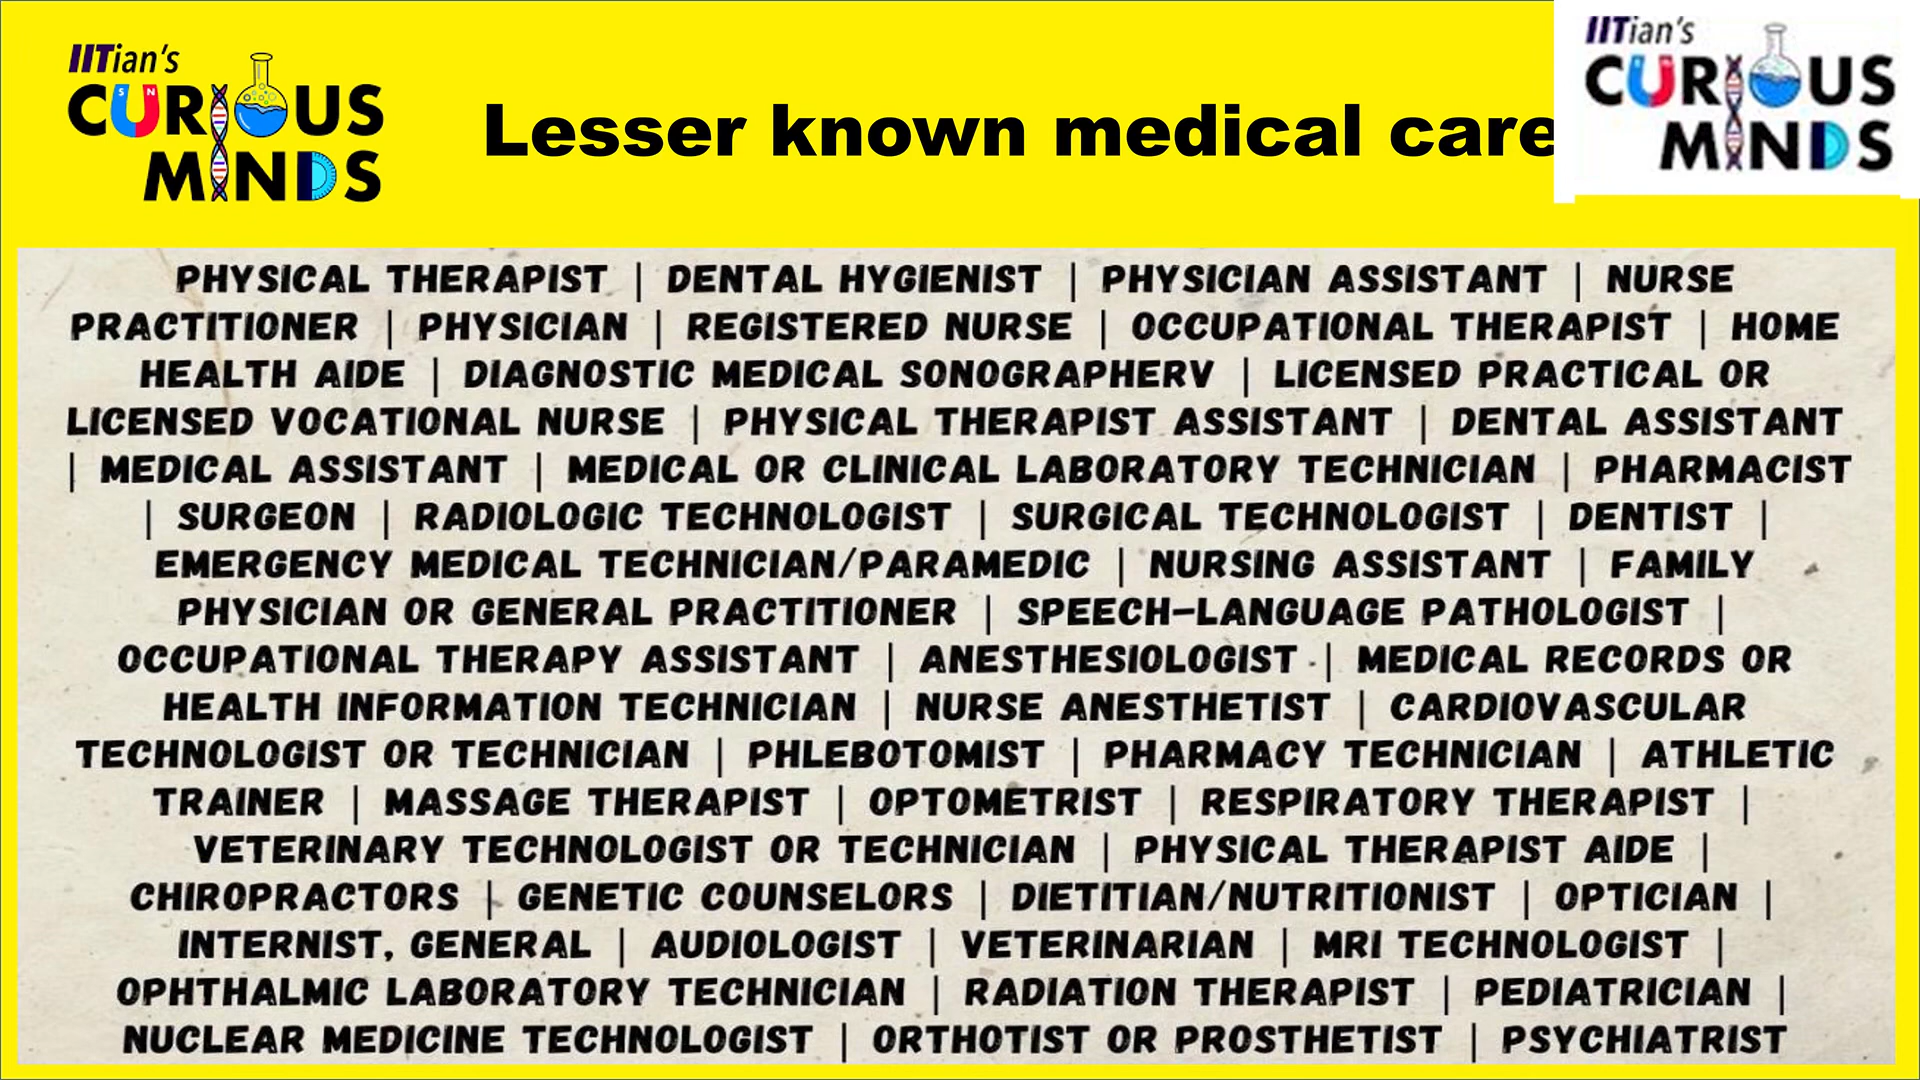 IITian's
CURIOUS
MINDS
Lesser known medical care
IITian's
CURIOUS
MINDS
PHYSICAL THERAPIST | DENTAL HYGIENIST | PHYSICIAN ASSISTANT | NURSE
PRACTITIONER | PHYSICIAN | REGISTERED NURSE | OCCUPATIONAL THERAPIST | HOME
HEALTH AIDE | DIAGNOSTIC MEDICAL SONOGRAPHERV | LICENSED PRACTICAL OR
LICENSED VOCATIONAL NURSE | PHYSICAL THERAPIST ASSISTANT | DENTAL ASSISTANT
| MEDICAL ASSISTANT | MEDICAL OR CLINICAL LABORATORY TECHNICIAN | PHARMACIST
| SURGEON | RADIOLOGIC TECHNOLOGIST | SURGICAL TECHNOLOGIST | DENTIST |
EMERGENCY MEDICAL TECHNICIAN/PARAMEDIC | NURSING ASSISTANT | FAMILY
PHYSICIAN OR GENERAL PRACTITIONER | SPEECH-LANGUAGE PATHOLOGIST |
OCCUPATIONAL THERAPY ASSISTANT | ANESTHESIOLOGIST | MEDICAL RECORDS OR
HEALTH INFORMATION TECHNICIAN | NURSE ANESTHETIST | CARDIOVASCULAR
TECHNOLOGIST OR TECHNICIAN | PHLEBOTOMIST | PHARMACY TECHNICIAN | ATHLETIC
TRAINER | MASSAGE THERAPIST | OPTOMETRIST | RESPIRATORY THERAPIST |
VETERINARY TECHNOLOGIST OR TECHNICIAN | PHYSICAL THERAPIST AIDE |
CHIROPRACTORS | GENETIC COUNSELORS | DIETITIAN/NUTRITIONIST | OPTICIAN |
INTERNIST, GENERAL | AUDIOLOGIST | VETERINARIAN | MRI TECHNOLOGIST |
OPHTHALMIC LABORATORY TECHNICIAN | RADIATION THERAPIST | PEDIATRICIAN |
NUCLEAR MEDICINE TECHNOLOGIST | ORTHOTIST OR PROSTHETIST | PSYCHIATRIST